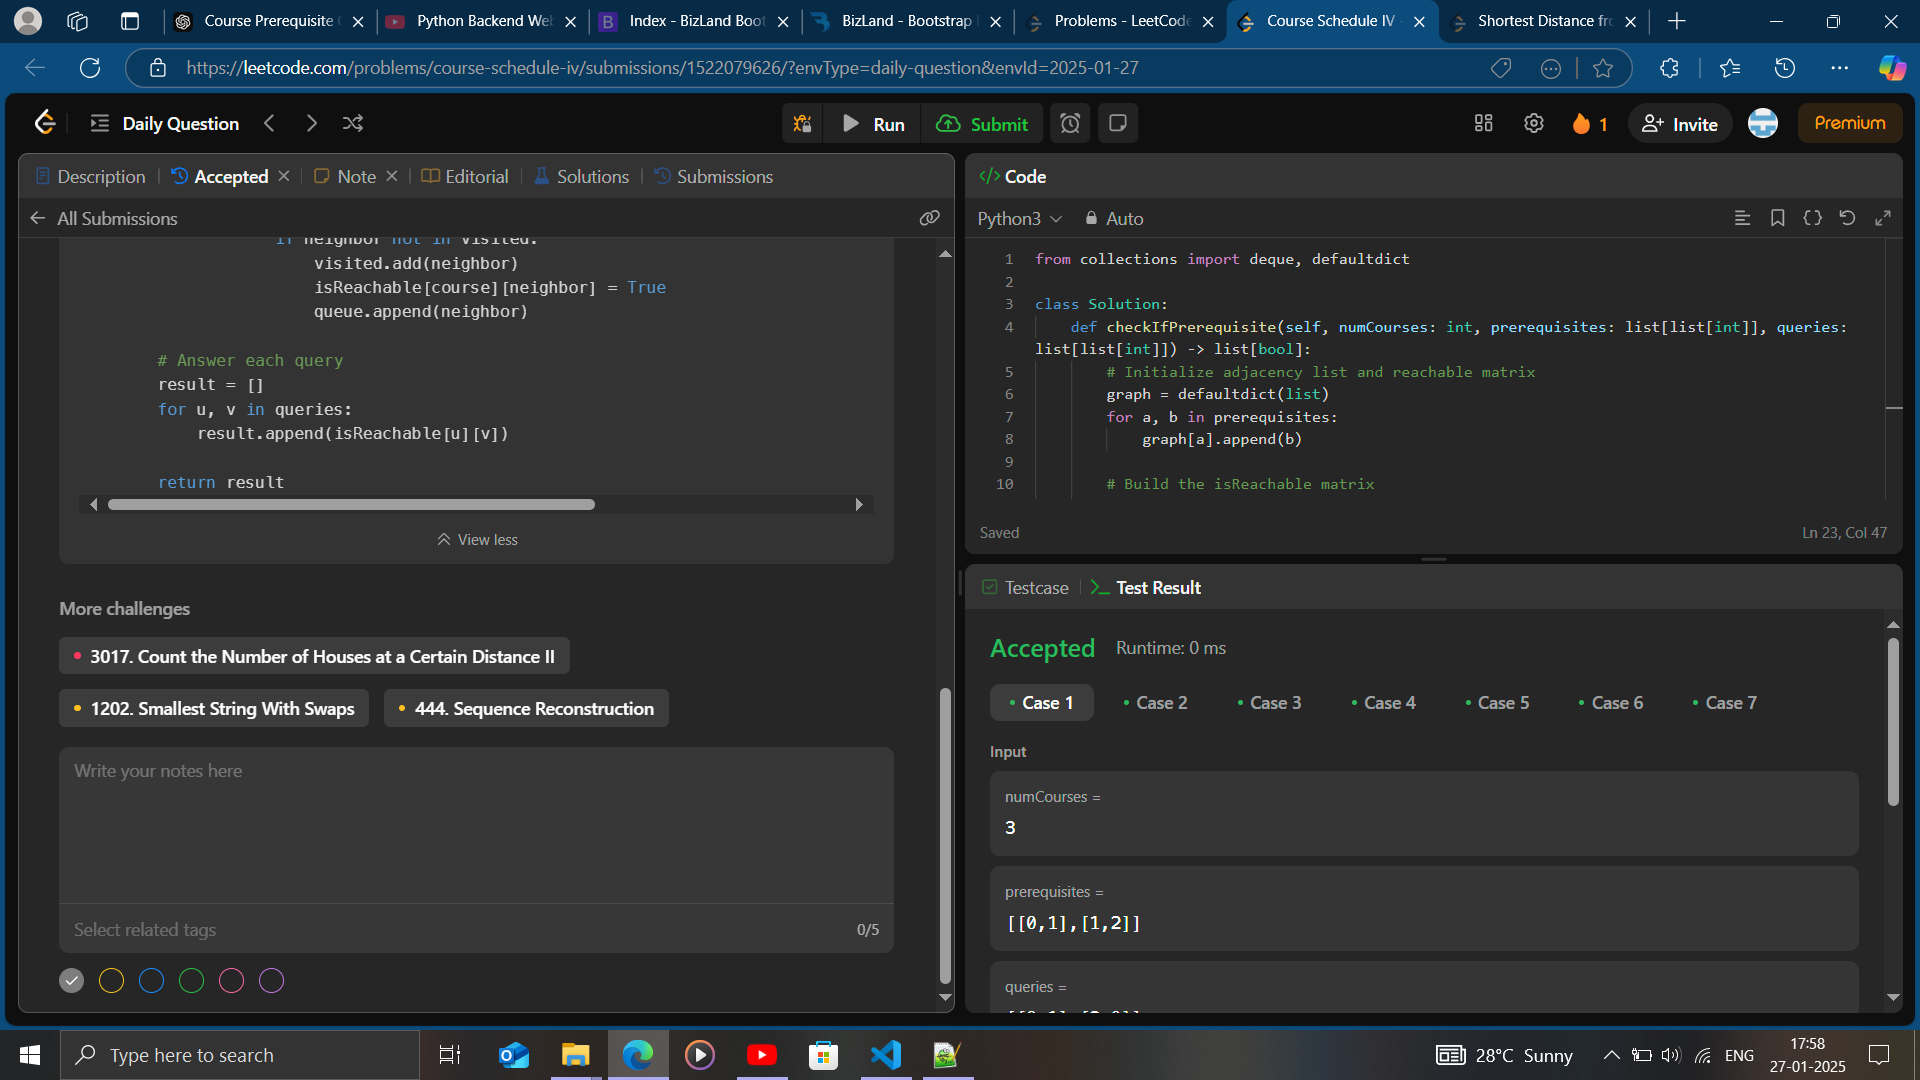 Course Prerequisite
Python Backend Web
Index - BizLand Boot
BizLand - Bootstrap
Problems - LeetCode
Course Schedule IV
Shortest Distance fr
https://leetcode.com/problems/course-schedule-iv/submissions/1522079626/?envType=daily-question&envId=2025-01-27
Daily Question
Run
Submit
1
Invite
Premium
Description
Accepted
Note
Editorial
Solutions
Submissions
All Submissions
if neighbor not in visited:
visited.add(neighbor)
isReachable[course][neighbor] = True
queue.append(neighbor)
# Answer each query
result = []
for u, v in queries:
result.append(isReachable[u][v])
return result
View less
More challenges
3017. Count the Number of Houses at a Certain Distance II
1202. Smallest String With Swaps
444. Sequence Reconstruction
Write your notes here
Select related tags
0/5
</> Code
Python3
Auto
1 from collections import deque, defaultdict
2
3 class Solution:
4 def checkIfPrerequisite(self, numCourses: int, prerequisites: list[list[int]], queries:
list[list[int]]) -> list[bool]:
5 # Initialize adjacency list and reachable matrix
6 graph = defaultdict(list)
7 for a, b in prerequisites:
8 graph[a].append(b)
9
10 # Build the isReachable matrix
Saved
Ln 23, Col 47
Testcase
Test Result
Accepted
Runtime: 0 ms
Case 1
Case 2
Case 3
Case 4
Case 5
Case 6
Case 7
Input
numCourses =
3
prerequisites =
[[0,1],[1,2]]
queries =
Type here to search
28°C Sunny
ENG
17:58
27-01-2025